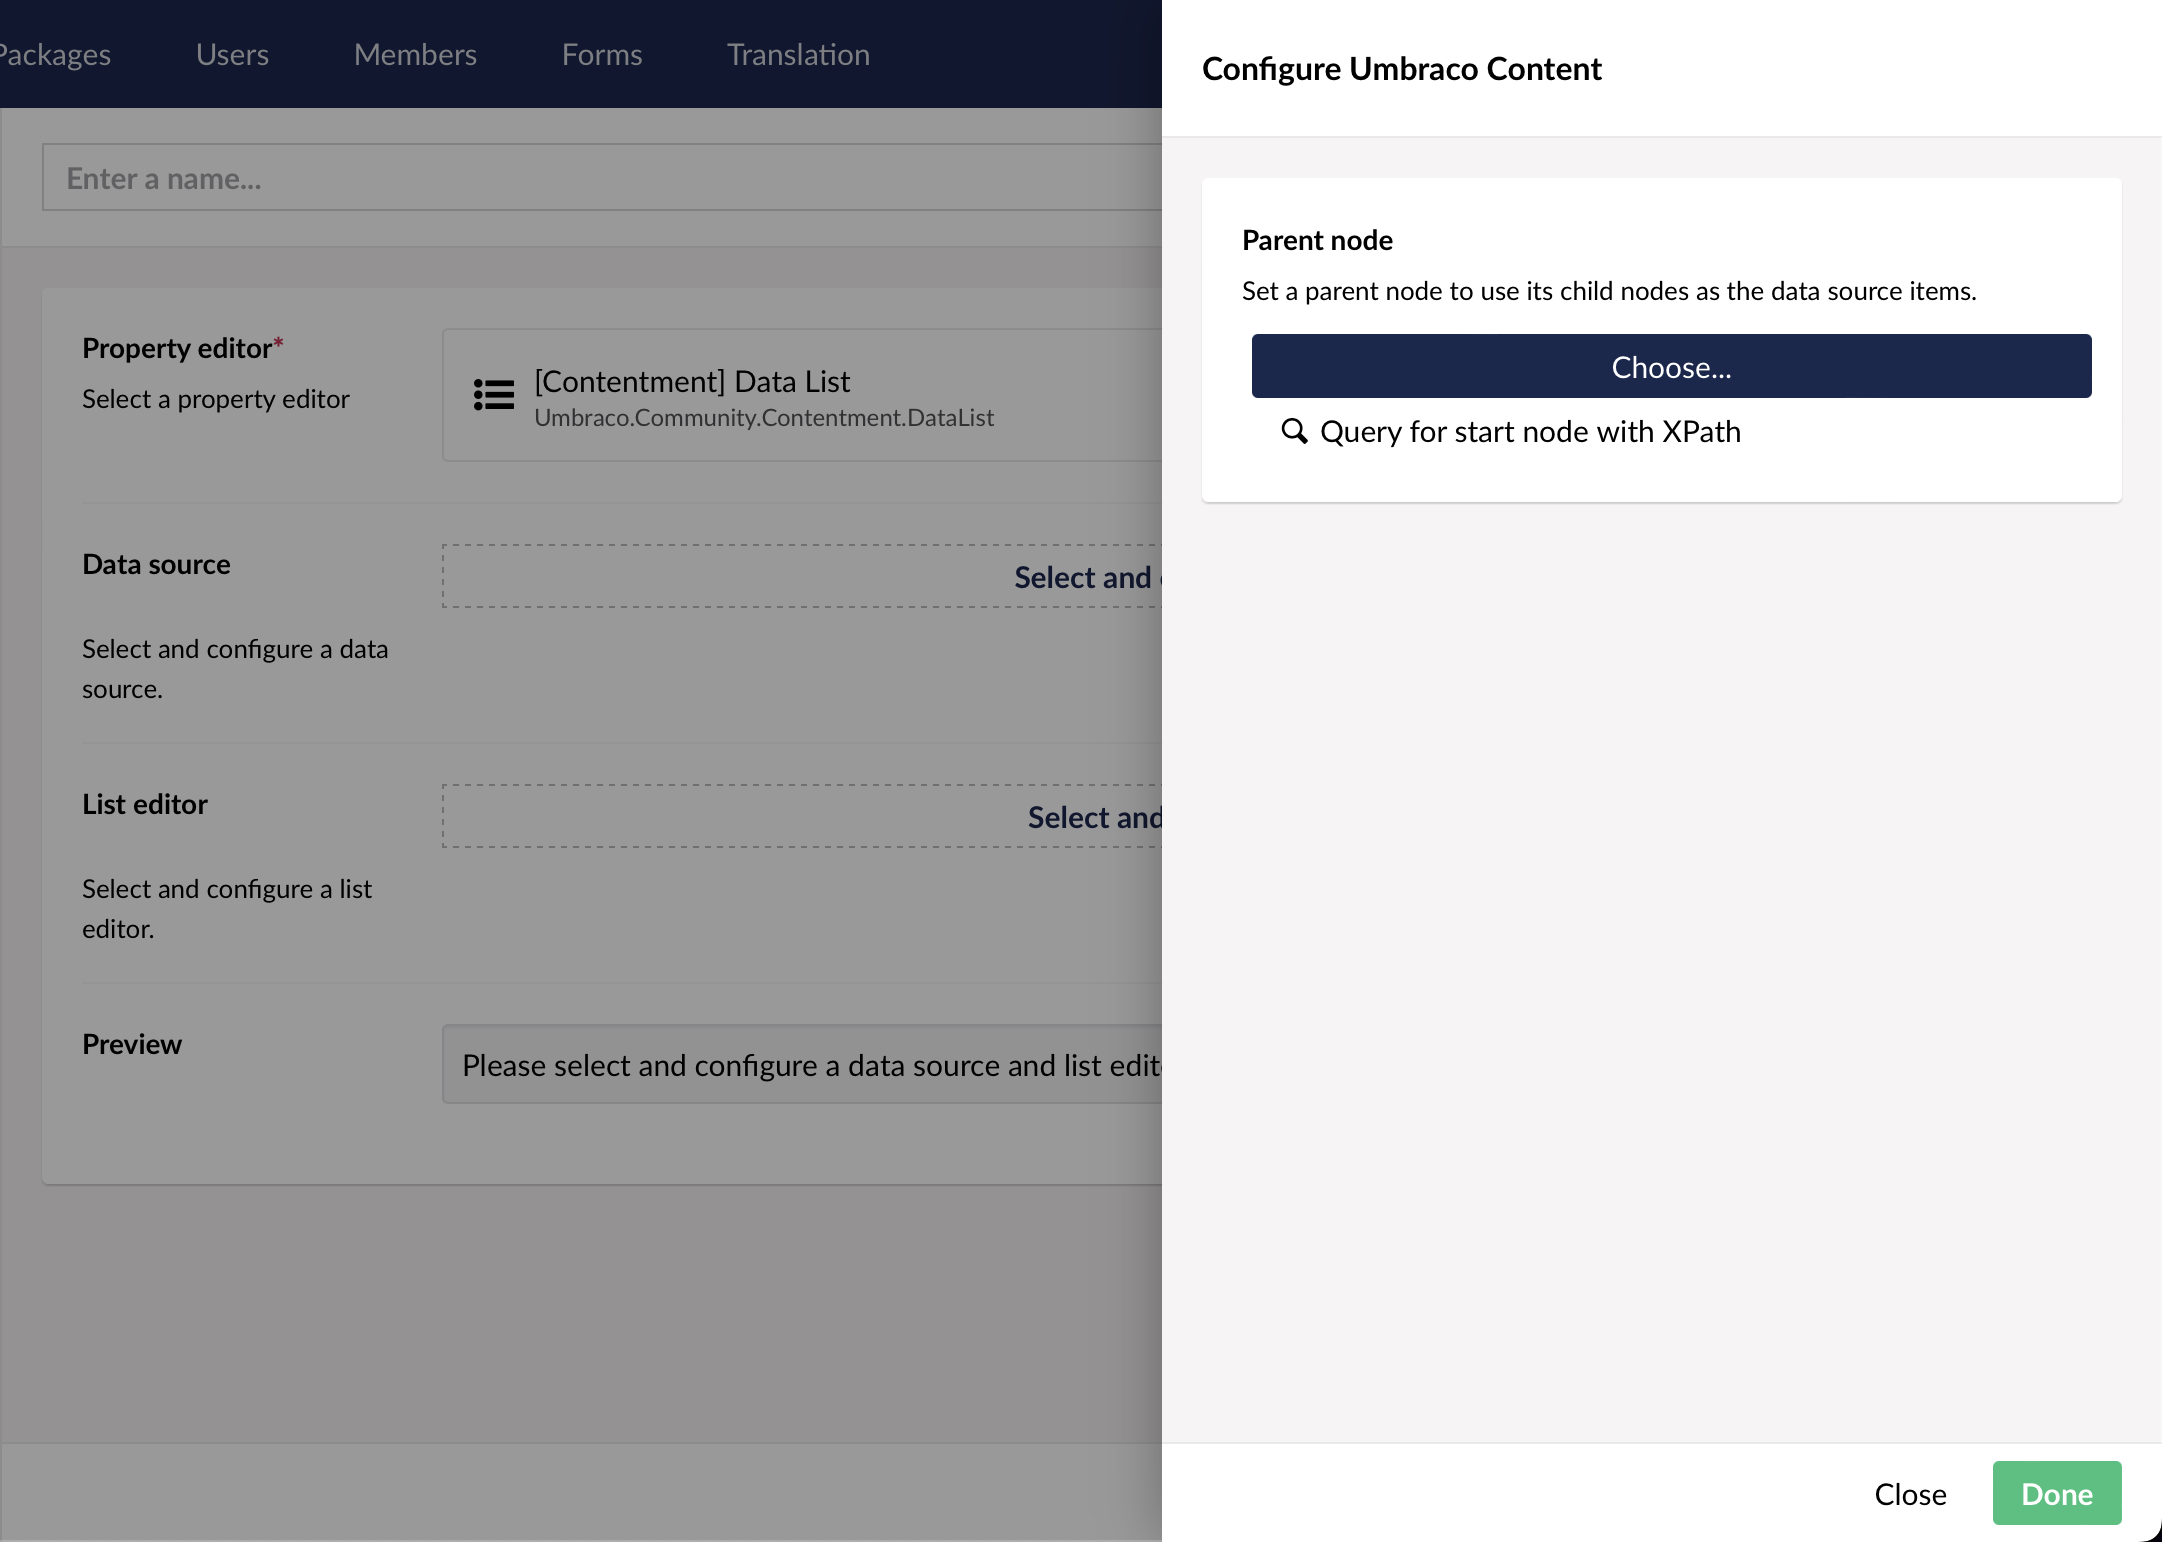 Packages Users Members Forms Translation
Enter a name...
Property editor*
Select a property editor
[Contentment] Data List
Umbraco.Community.Contentment.DataList
Data source
Select and configure a data
source.
Select and
List editor
Select and configure a list
editor.
Select and
Preview
Please select and configure a data source and list edit
Configure Umbraco Content
Parent node
Set a parent node to use its child nodes as the data source items.
Choose...
Query for start node with XPath
Close Done